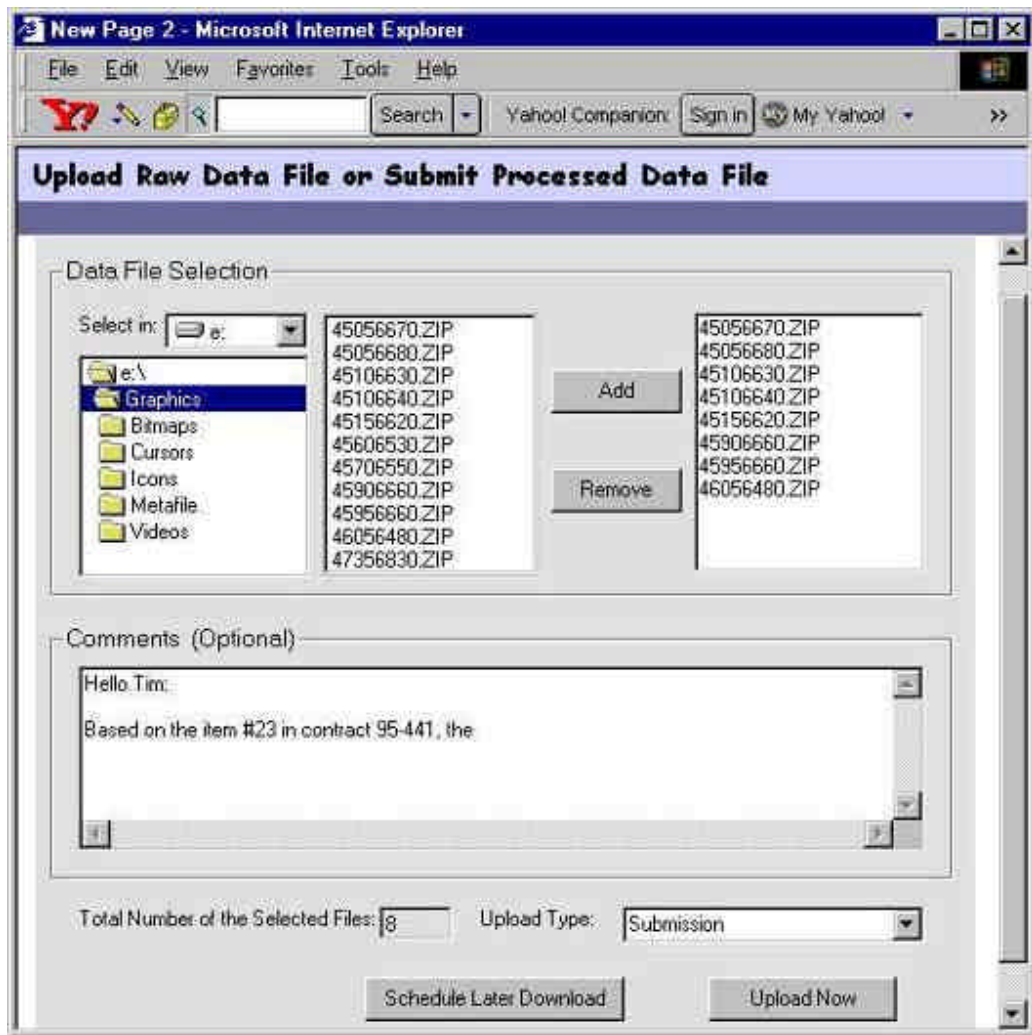 New Page 2 - Microsoft Internet Explorer
File Edit View Favorites Tools Help
Y! Search Yahoo! Companion: Sign in My Yahoo! >>
Upload Raw Data File or Submit Processed Data File
Data File Selection
Select in: e:
e:\
Graphics
Bitmaps
Cursors
Icons
Metafile
Videos
45056670.ZIP
45056680.ZIP
45106630.ZIP
45106640.ZIP
45156620.ZIP
45606530.ZIP
45706550.ZIP
45906660.ZIP
45956660.ZIP
46056480.ZIP
47356830.ZIP
Add
Remove
45056670.ZIP
45056680.ZIP
45106630.ZIP
45106640.ZIP
45156620.ZIP
45906660.ZIP
45956660.ZIP
46056480.ZIP
Comments (Optional)
Hello Tim:
Based on the item #23 in contract 95-441, the
Total Number of the Selected Files: 8 Upload Type: Submission
Schedule Later Download Upload Now